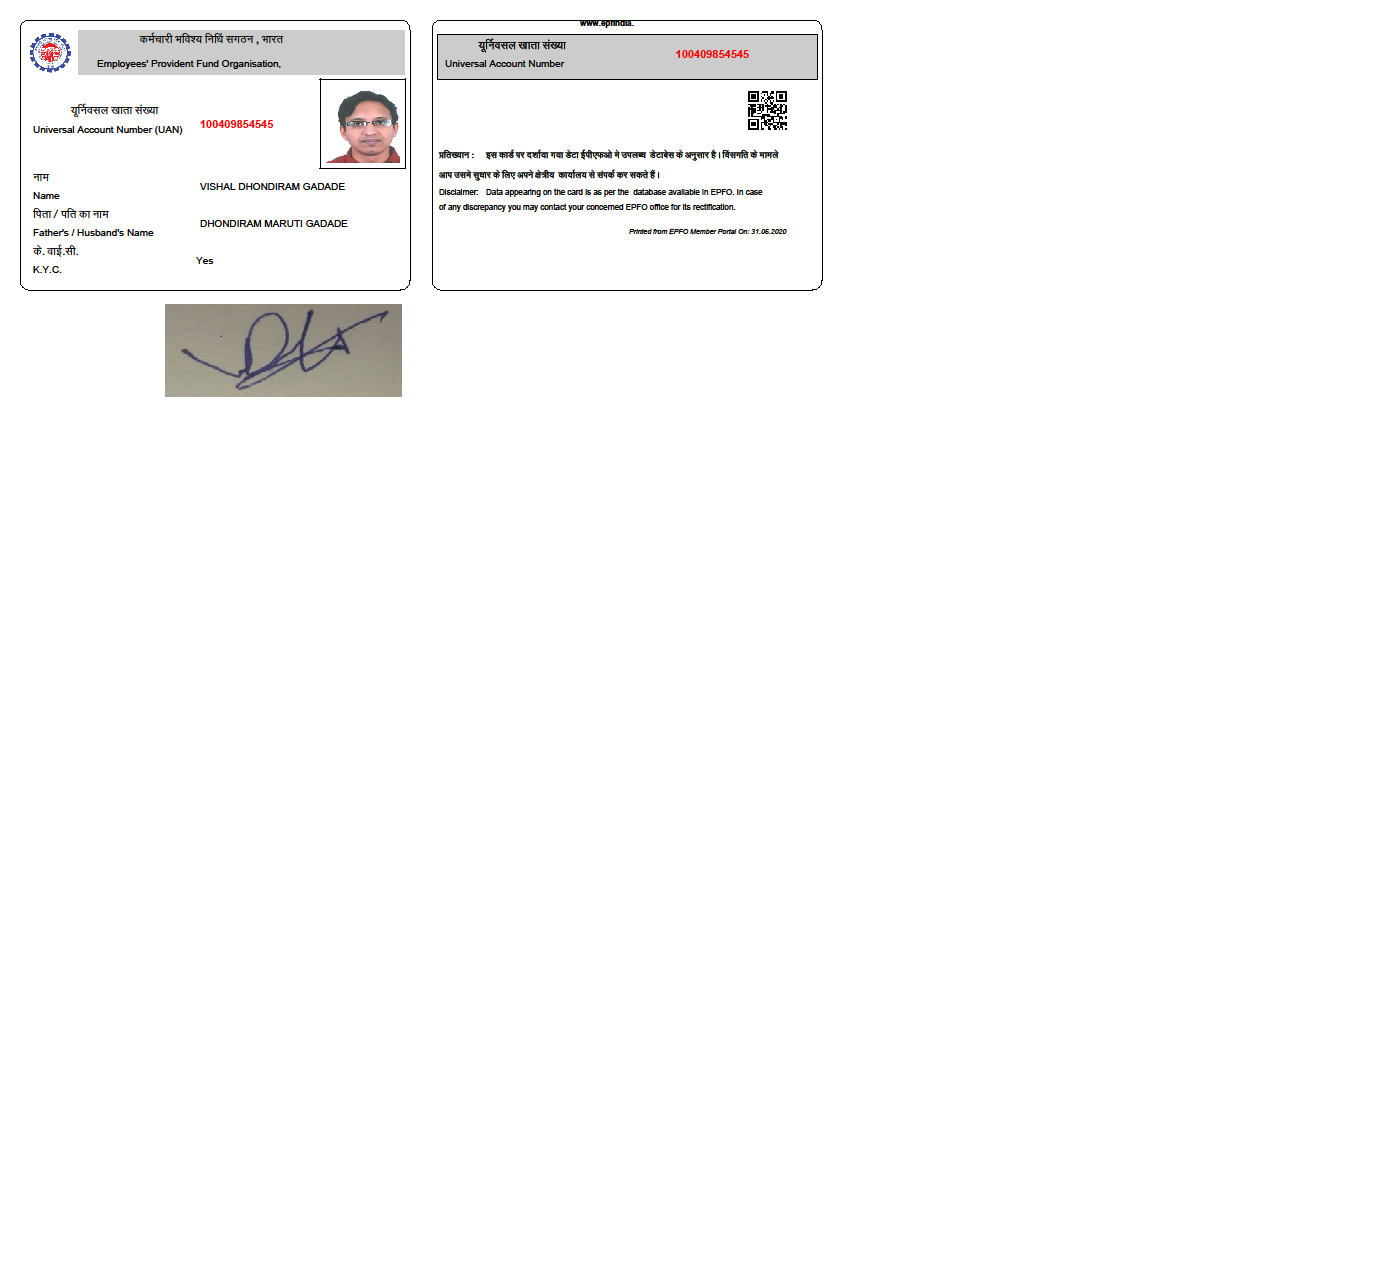 कर्मचारी भविश्य निधिं सगठन , भारत
Employees' Provident Fund Organisation,
यूर्निवसल खाता संख्या
Universal Account Number (UAN)
100409854545
नाम
Name
VISHAL DHONDIRAM GADADE
पिता / पति का नाम
Father's / Husband's Name
DHONDIRAM MARUTI GADADE
के. वाई.सी.
K.Y.C.
Yes
www.epfindia.
यूर्निवसल खाता संख्या
Universal Account Number
100409854545
प्रतिख्यान : इस कार्ड पर दर्शाया गया डेटा ईपीएफओ मे उपलब्ध डेटाबेस के अनुसार है। विंसगति के मामले
आप उसमे सुधार के लिए अपने क्षेत्रीय कार्यालय से संपर्क कर सकते हैं।
Disclaimer: Data appearing on the card is as per the database available in EPFO. In case
of any discrepancy you may contact your concerned EPFO office for its rectification.
Printed from EPFO Member Portal On: 31.05.2020